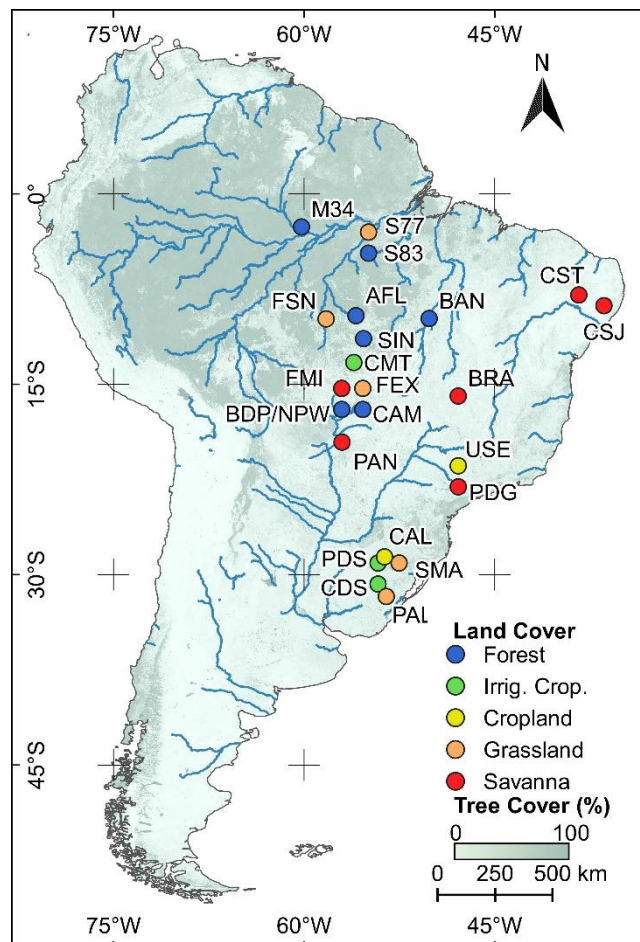 75°W 60°W 45°W
N
0°
M34
S77
S83
CST
FSN
AFL
BAN
SIN
CSJ
CMT
15°S
FMI
FEX
BRA
BDP/NPW
CAM
USE
PAN
PDG
CAL
PDS
SMA
30°S
CDS
PAL
Land Cover
Forest
Irrig. Crop.
Cropland
Grassland
45°S
Savanna
Tree Cover (%)
0 100
0 250 500 km
75°W 60°W 45°W